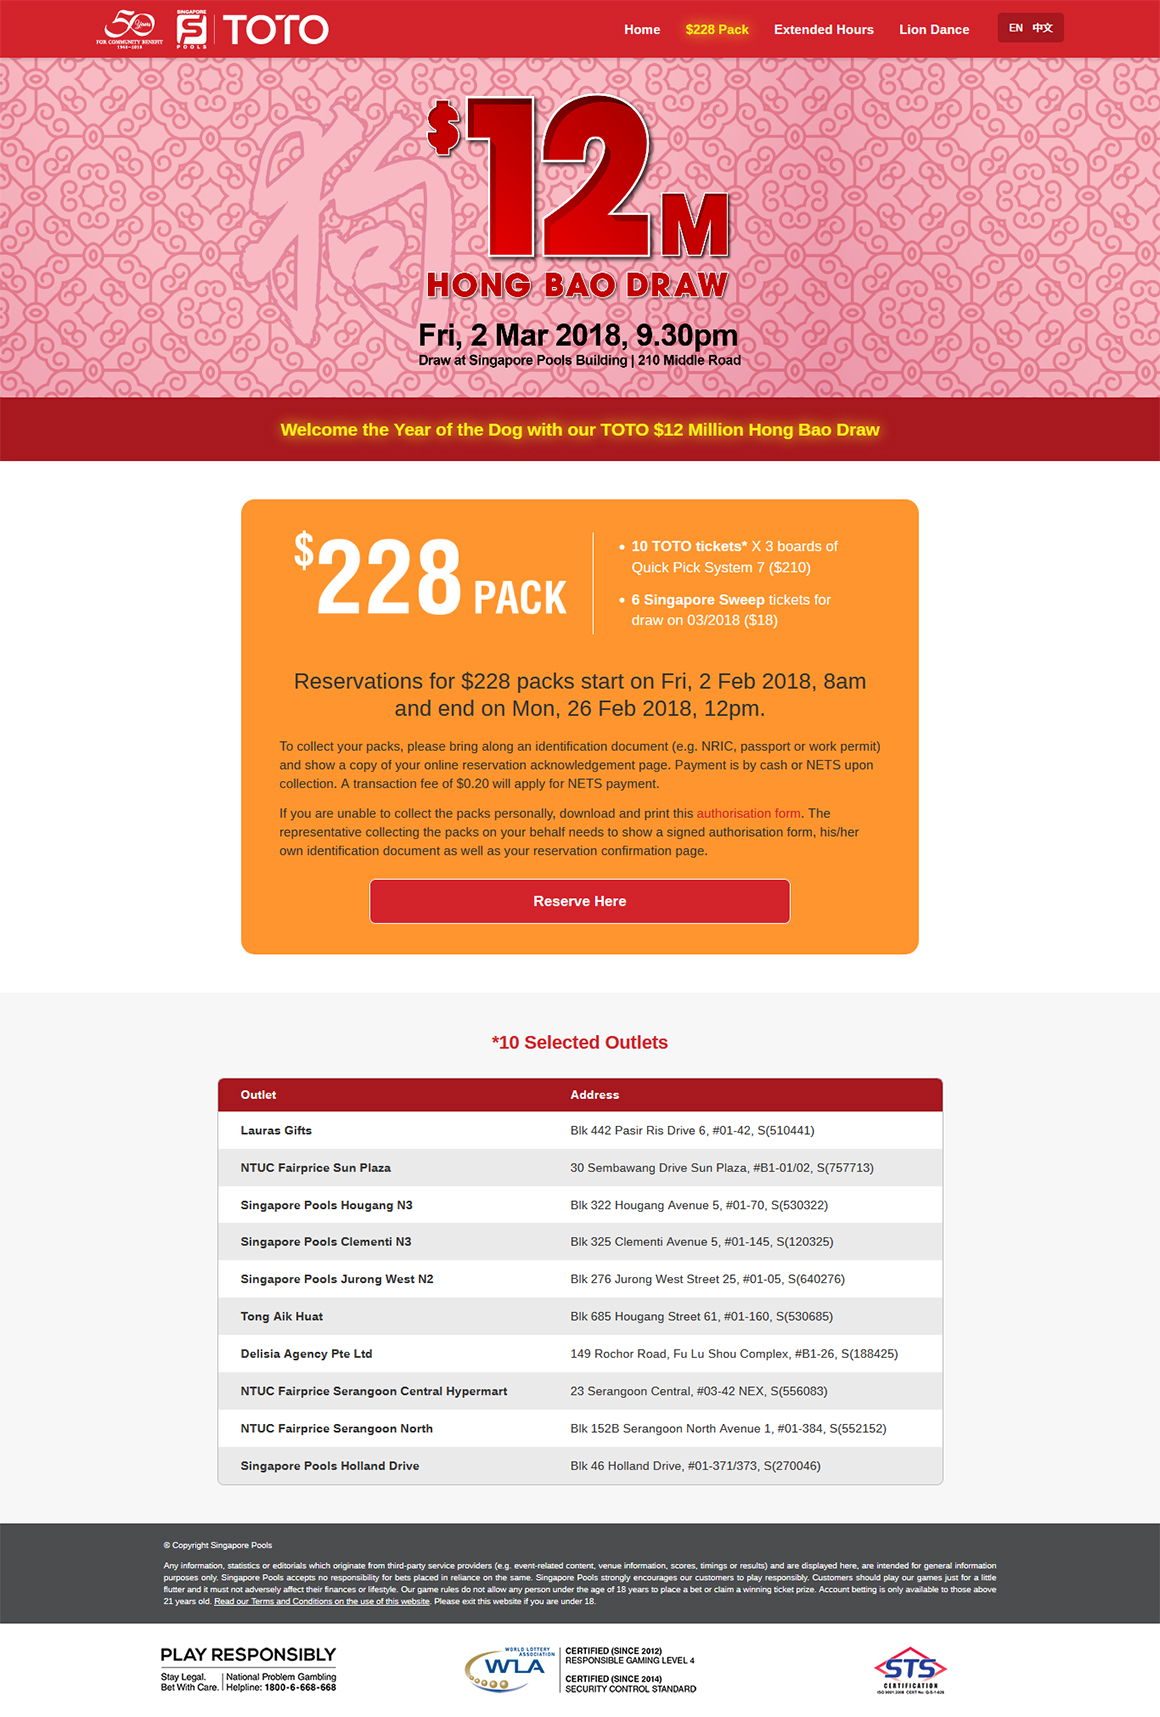 50 Years
FOR COMMUNITY BENEFIT
1968-2018
SINGAPORE
POOLS
TOTO
Home
$228 Pack
Extended Hours
Lion Dance
EN
中文
狗
$12M
HONG BAO DRAW
Fri, 2 Mar 2018, 9.30pm
Draw at Singapore Pools Building | 210 Middle Road
Welcome the Year of the Dog with our TOTO $12 Million Hong Bao Draw
$228 PACK
• 10 TOTO tickets* X 3 boards of
Quick Pick System 7 ($210)
• 6 Singapore Sweep tickets for
draw on 03/2018 ($18)
Reservations for $228 packs start on Fri, 2 Feb 2018, 8am
and end on Mon, 26 Feb 2018, 12pm.
To collect your packs, please bring along an identification document (e.g. NRIC, passport or work permit)
and show a copy of your online reservation acknowledgement page. Payment is by cash or NETS upon
collection. A transaction fee of $0.20 will apply for NETS payment.
If you are unable to collect the packs personally, download and print this authorisation form. The
representative collecting the packs on your behalf needs to show a signed authorisation form, his/her
own identification document as well as your reservation confirmation page.
Reserve Here
*10 Selected Outlets
Outlet Address
Lauras Gifts Blk 442 Pasir Ris Drive 6, #01-42, S(510441)
NTUC Fairprice Sun Plaza 30 Sembawang Drive Sun Plaza, #B1-01/02, S(757713)
Singapore Pools Hougang N3 Blk 322 Hougang Avenue 5, #01-70, S(530322)
Singapore Pools Clementi N3 Blk 325 Clementi Avenue 5, #01-145, S(120325)
Singapore Pools Jurong West N2 Blk 276 Jurong West Street 25, #01-05, S(640276)
Tong Aik Huat Blk 685 Hougang Street 61, #01-160, S(530685)
Delisia Agency Pte Ltd 149 Rochor Road, Fu Lu Shou Complex, #B1-26, S(188425)
NTUC Fairprice Serangoon Central Hypermart 23 Serangoon Central, #03-42 NEX, S(556083)
NTUC Fairprice Serangoon North Blk 152B Serangoon North Avenue 1, #01-384, S(552152)
Singapore Pools Holland Drive Blk 46 Holland Drive, #01-371/373, S(270046)
© Copyright Singapore Pools
Any information, statistics or editorials which originate from third-party service providers (e.g. event-related content, venue information, scores, timings or results) and are displayed here, are intended for general information
purposes only. Singapore Pools accepts no responsibility for bets placed in reliance on the same. Singapore Pools strongly encourages our customers to play responsibly. Customers should play our games just for a little
flutter and it must not adversely affect their finances or lifestyle. Our game rules do not allow any person under the age of 18 years to place a bet or claim a winning ticket prize. Account betting is only available to those above
21 years old. Read our Terms and Conditions on the use of this website. Please exit this website if you are under 18.
PLAY RESPONSIBLY
Stay Legal. | National Problem Gambling
Bet With Care. | Helpline: 1800-6-668-668
WORLD LOTTERY
ASSOCIATION
WLA
CERTIFIED (SINCE 2012)
RESPONSIBLE GAMING LEVEL 4
CERTIFIED (SINCE 2014)
SECURITY CONTROL STANDARD
STS
CERTIFICATION